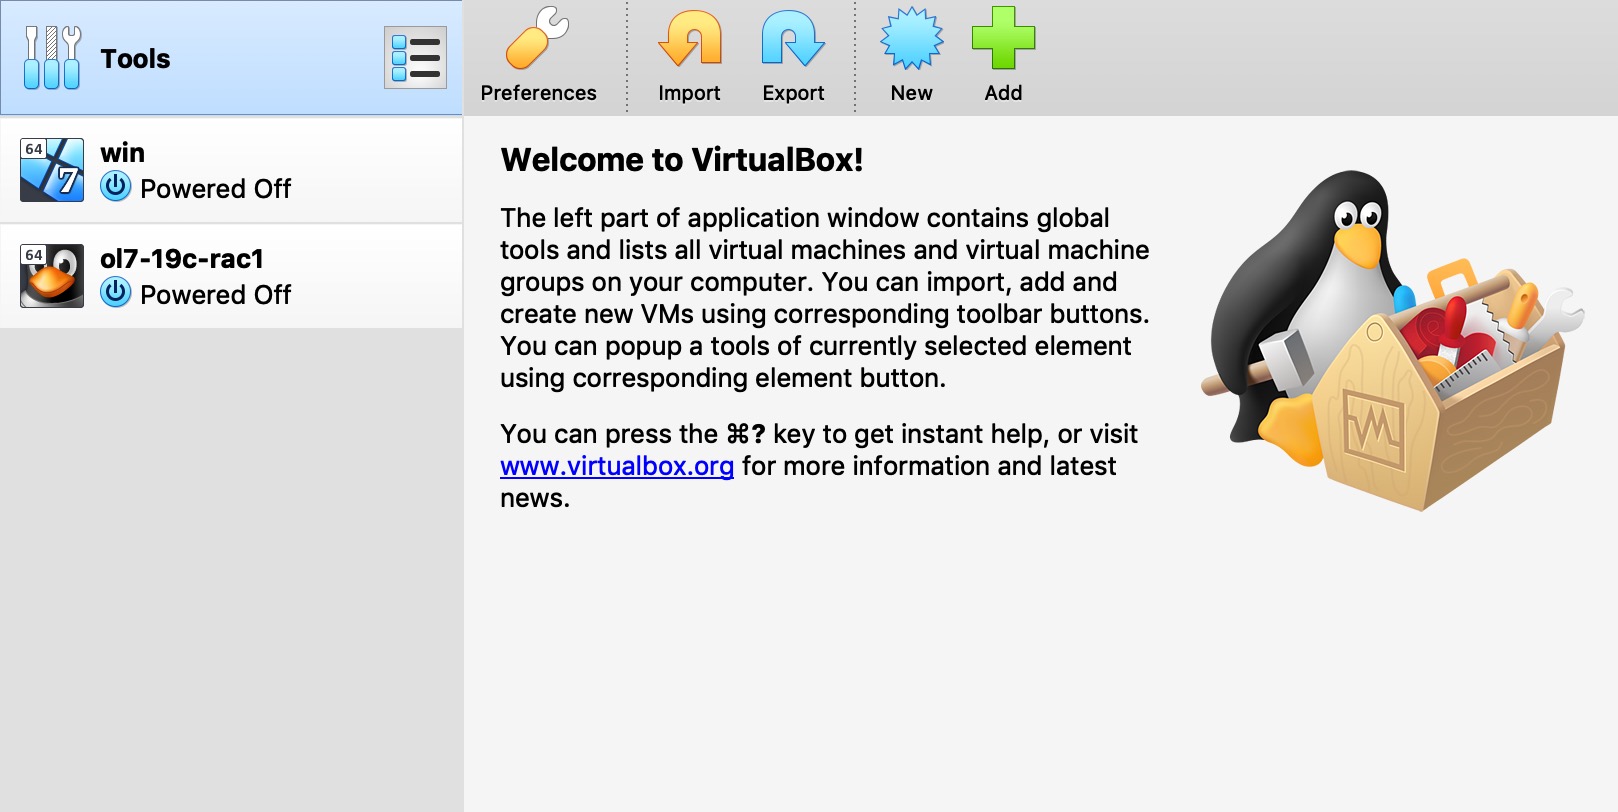 Tools
64
win
7
Powered Off
64
ol7-19c-rac1
Powered Off
Preferences
Import
Export
New
Add
Welcome to VirtualBox!
The left part of application window contains global
tools and lists all virtual machines and virtual machine
groups on your computer. You can import, add and
create new VMs using corresponding toolbar buttons.
You can popup a tools of currently selected element
using corresponding element button.
You can press the ⌘? key to get instant help, or visit
www.virtualbox.org for more information and latest
news.